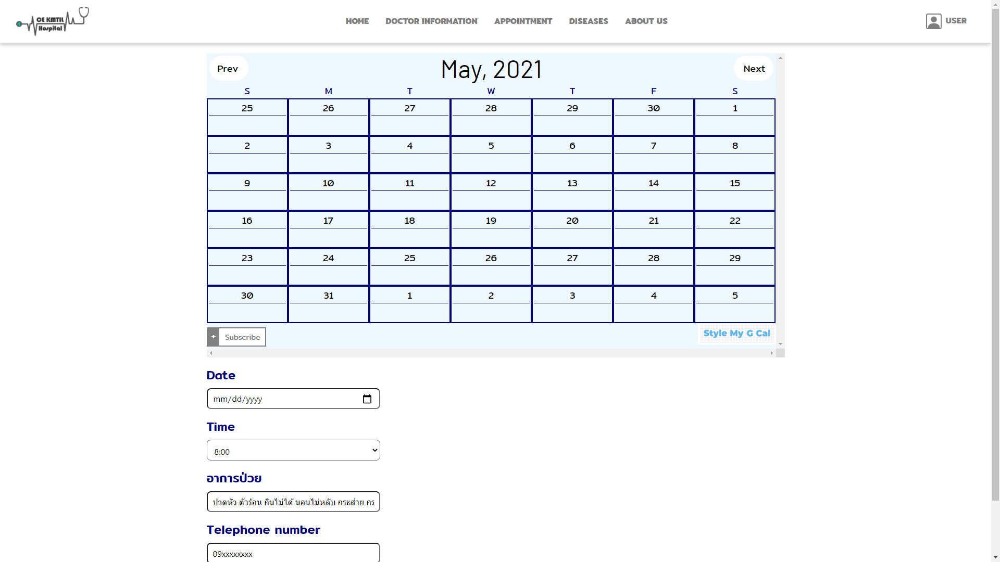 CE KMTIL
Hospital
HOME DOCTOR INFORMATION APPOINTMENT DISEASES ABOUT US
USER
Prev May, 2021 Next
S M T W T F S
25 26 27 28 29 30 1
2 3 4 5 6 7 8
9 10 11 12 13 14 15
16 17 18 19 20 21 22
23 24 25 26 27 28 29
30 31 1 2 3 4 5
+ Subscribe
Style My G Cal
Date
mm/dd/yyyy
Time
8:00
อาการป่วย
ปวดหัว ตัวร้อน กินไม่ได้ นอนไม่หลับ กระส่าย กร
Telephone number
09xxxxxxxx